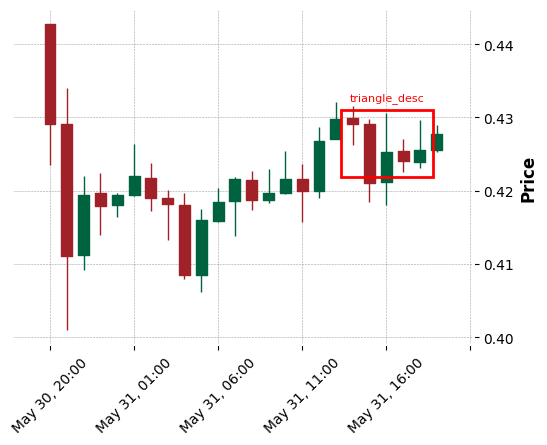 triangle_desc
0.44
0.43
0.42
0.41
0.40
Price
May 30, 20:00
May 31, 01:00
May 31, 06:00
May 31, 11:00
May 31, 16:00